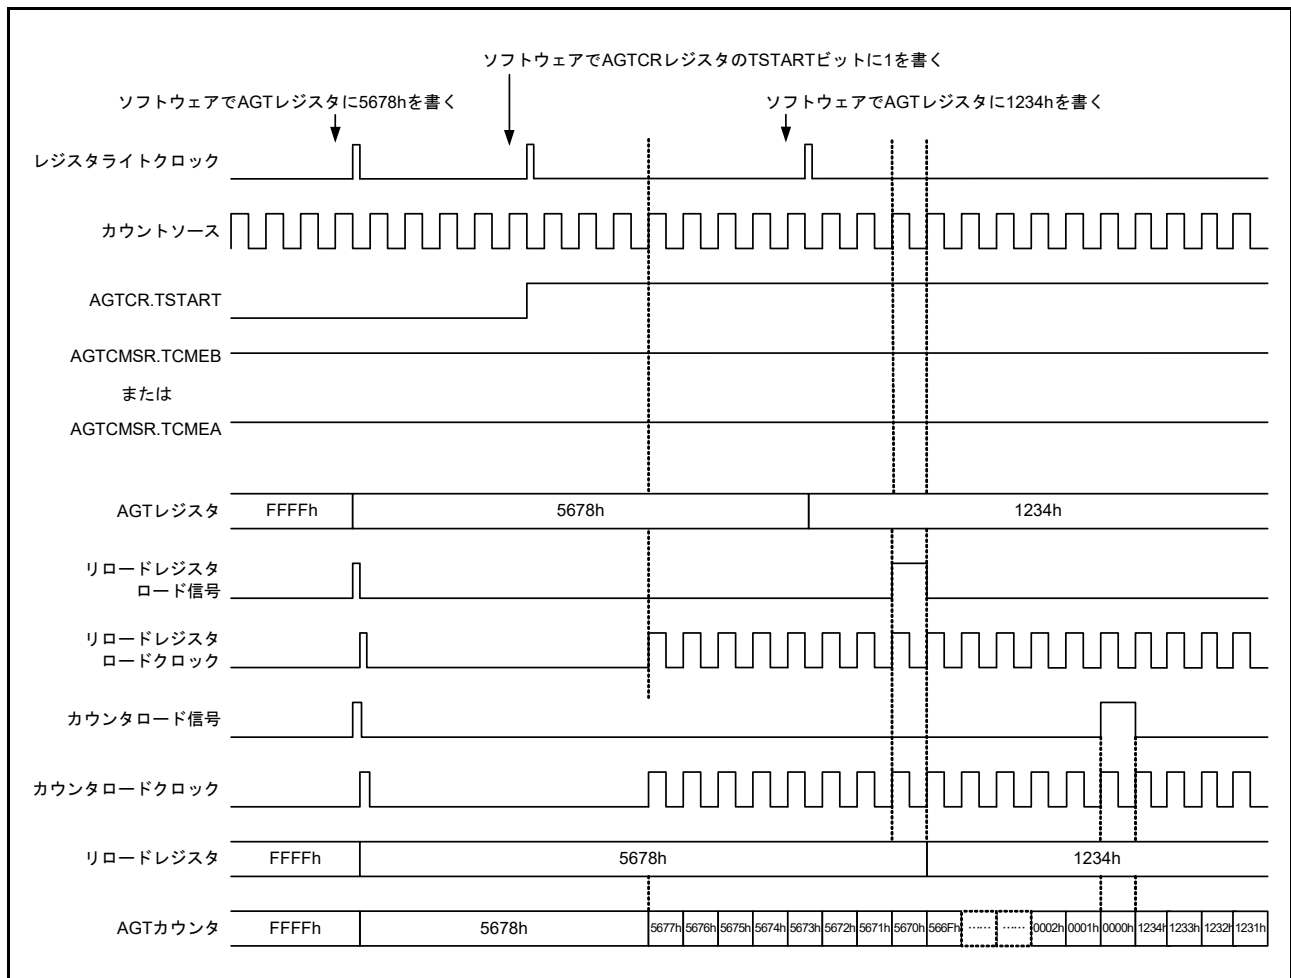 ソフトウェアでAGTCRレジスタのTSTARTビットに1を書く
ソフトウェアでAGTレジスタに5678hを書く
ソフトウェアでAGTレジスタに1234hを書く
レジスタライトクロック
カウントソース
AGTCR.TSTART
AGTCMSR.TCMEB
または
AGTCMSR.TCMEA
AGTレジスタ FFFFh 5678h 1234h
リロードレジスタ
ロード信号
リロードレジスタ
ロードクロック
カウンタロード信号
カウンタロードクロック
リロードレジスタ FFFFh 5678h 1234h
AGTカウンタ FFFFh 5678h 5677h 5676h 5675h 5674h 5673h 5672h 5671h 5670h 566Fh ...... ...... 0002h 0001h 0000h 1234h 1233h 1232h 1231h